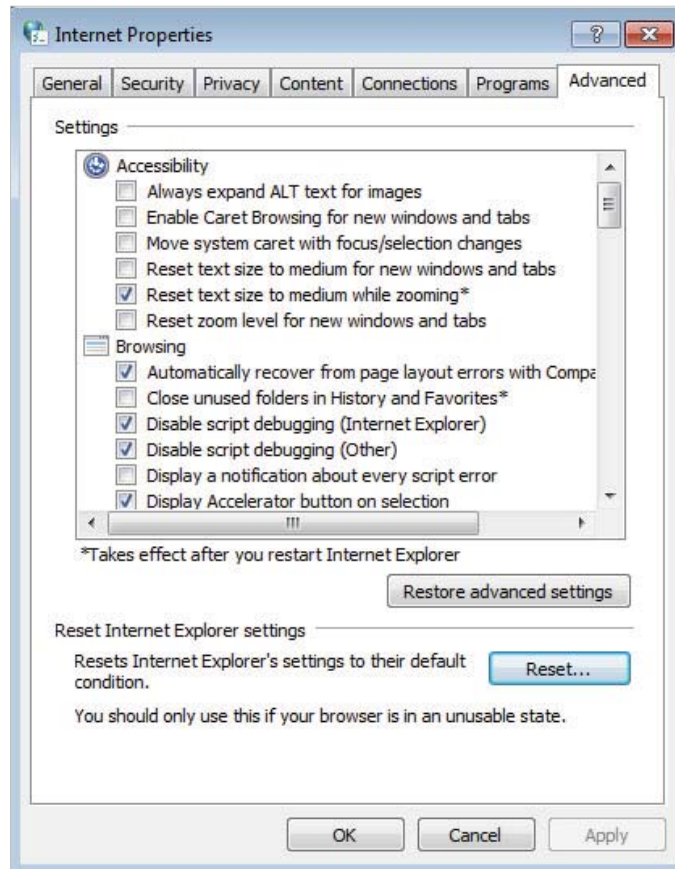 Internet Properties
General Security Privacy Content Connections Programs Advanced
Settings
Accessibility
Always expand ALT text for images
Enable Caret Browsing for new windows and tabs
Move system caret with focus/selection changes
Reset text size to medium for new windows and tabs
Reset text size to medium while zooming*
Reset zoom level for new windows and tabs
Browsing
Automatically recover from page layout errors with Compa
Close unused folders in History and Favorites*
Disable script debugging (Internet Explorer)
Disable script debugging (Other)
Display a notification about every script error
Display Accelerator button on selection
*Takes effect after you restart Internet Explorer
Restore advanced settings
Reset Internet Explorer settings
Resets Internet Explorer's settings to their default
condition.
Reset...
You should only use this if your browser is in an unusable state.
OK Cancel Apply